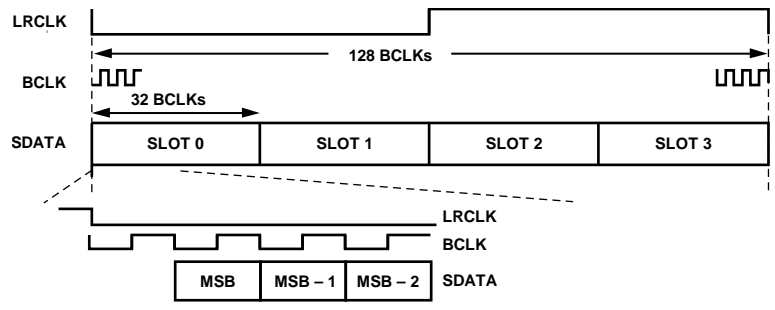 LRCLK
128 BCLKs
BCLK
32 BCLKs
SDATA SLOT 0 SLOT 1 SLOT 2 SLOT 3
LRCLK
BCLK
MSB MSB – 1 MSB – 2 SDATA